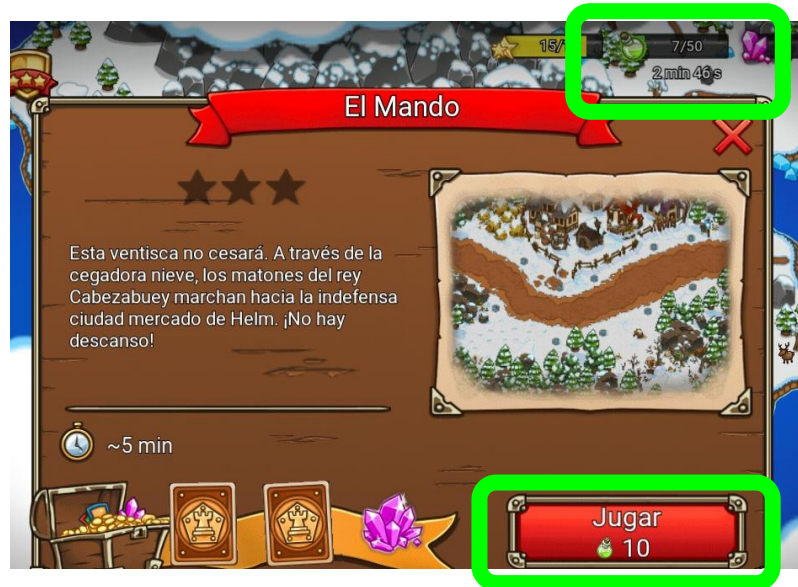 15/
7/50
2 min 46 s
El Mando
Esta ventisca no cesará. A través de la
cegadora nieve, los matones del rey
Cabezabuey marchan hacia la indefensa
ciudad mercado de Helm. ¡No hay
descanso!
~5 min
Jugar
10